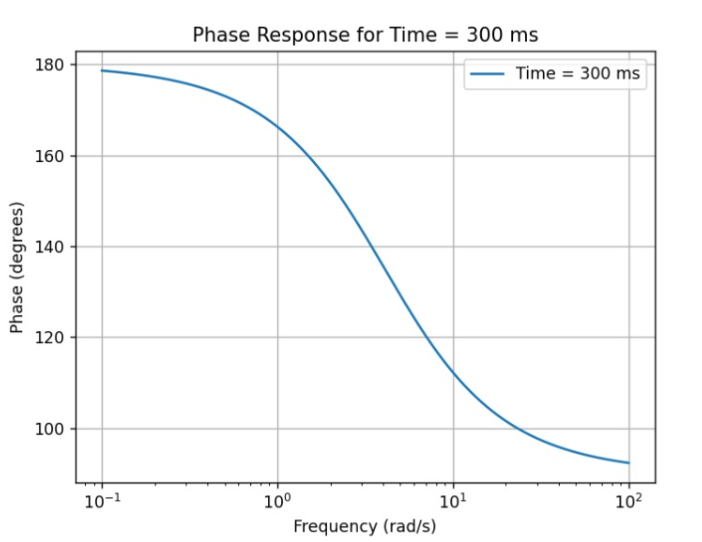 Phase Response for Time = 300 ms
Time = 300 ms
180
160
140
120
100
Phase (degrees)
10⁻¹
10⁰
10¹
10²
Frequency (rad/s)